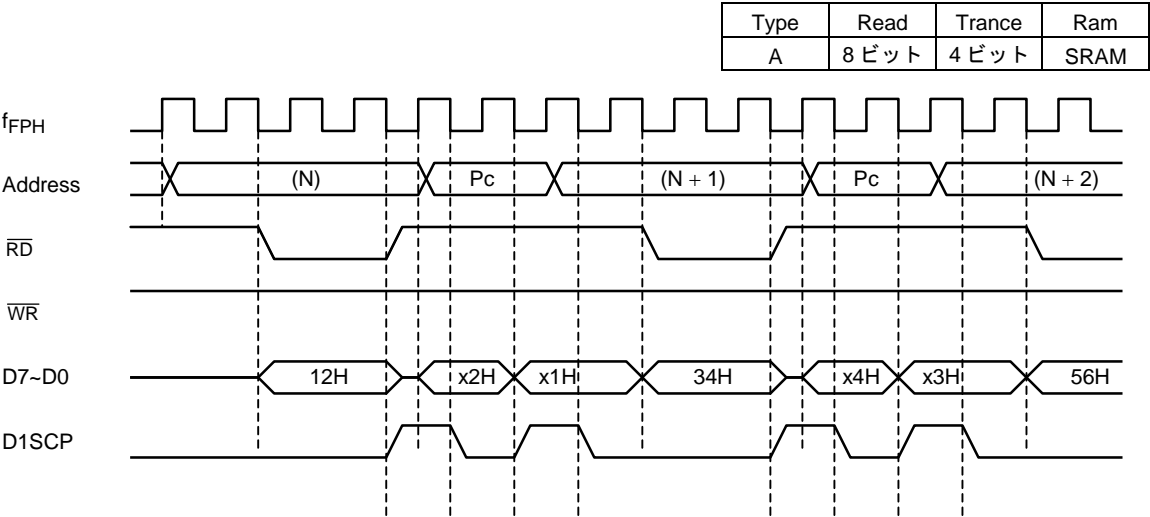 Type Read Trance Ram
A 8 ビット 4 ビット SRAM
fFPH
Address (N) Pc (N + 1) Pc (N + 2)
RD
WR
D7~D0 12H x2H x1H 34H x4H x3H 56H
D1SCP